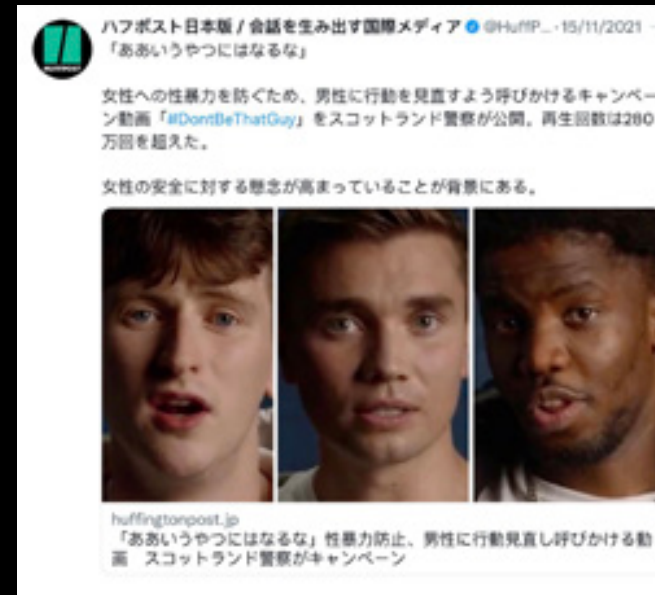 ハフポスト日本版 / 会話を生み出す国際メディア @HuffP... · 15/11/2021
「ああいうやつにはなるな」
女性への性暴力を防ぐため、男性に行動を見直すよう呼びかけるキャンペー
ン動画「#DontBeThatGuy」をスコットランド警察が公開。再生回数は280
万回を超えた。
女性の安全に対する懸念が高まっていることが背景にある。
huffingtonpost.jp
「ああいうやつにはなるな」性暴力防止、男性に行動見直し呼びかける動
画 スコットランド警察がキャンペーン